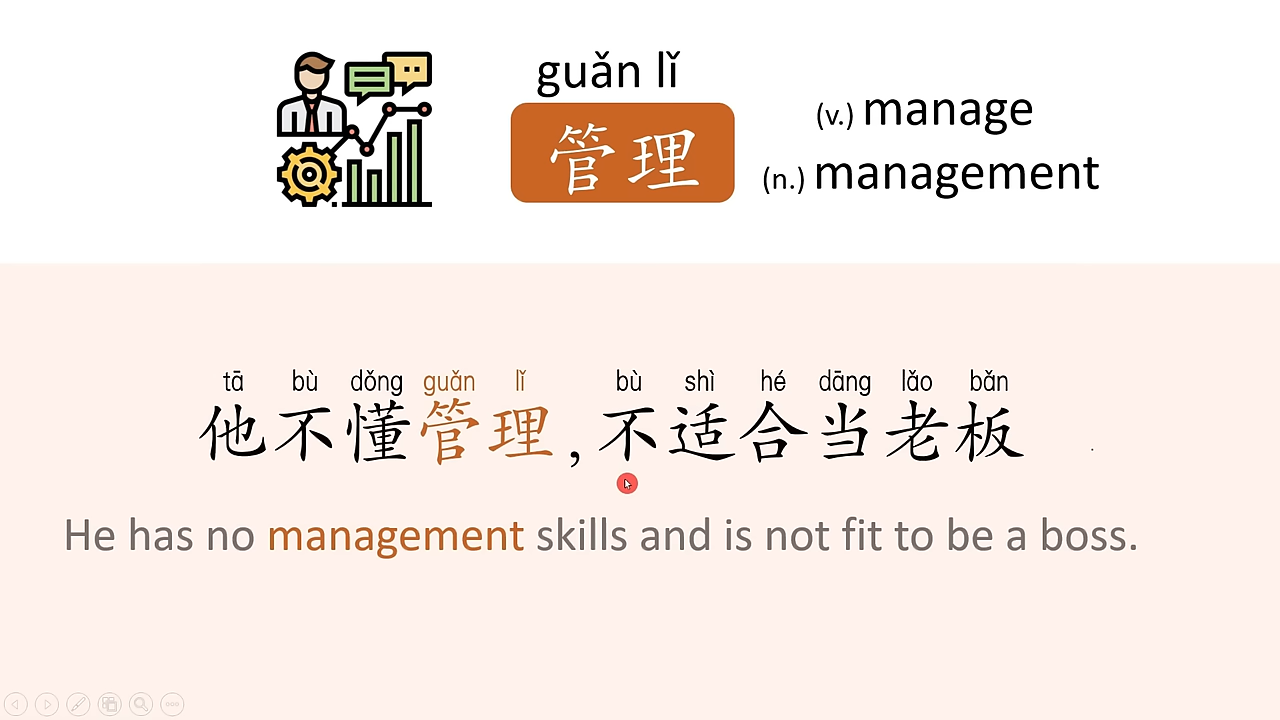 guǎn lǐ
管理
(v.) manage
(n.) management
tā bù dǒng guǎn lǐ bù shì hé dāng lǎo bǎn
他不懂管理,不适合当老板.
He has no management skills and is not fit to be a boss.